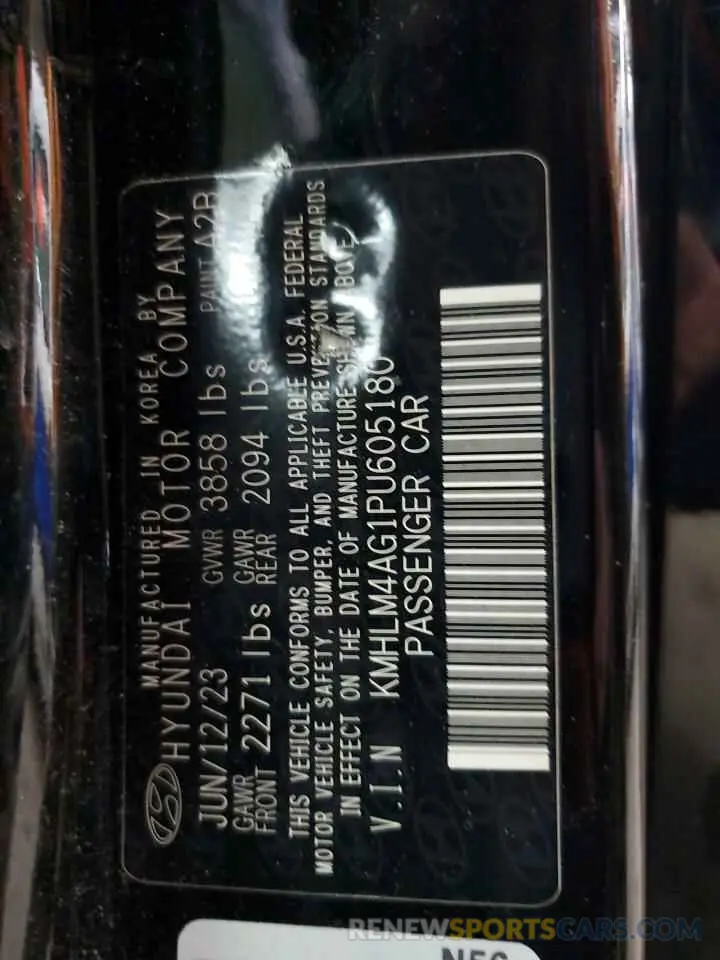 MANUFACTURED IN KOREA BY
HYUNDAI MOTOR COMPANY
JUN/12/23 GVWR 3858 lbs PAINT A2B
GAWR FRONT 2271 lbs GAWR REAR 2094 lbs
THIS VEHICLE CONFORMS TO ALL APPLICABLE U.S.A. FEDERAL
MOTOR VEHICLE SAFETY, BUMPER, AND THEFT PREVENTION STANDARDS
IN EFFECT ON THE DATE OF MANUFACTURE SHOWN ABOVE
V.I.N KMHLM4AG1PU605180
PASSENGER CAR
RENEWSPORTSCARS.COM